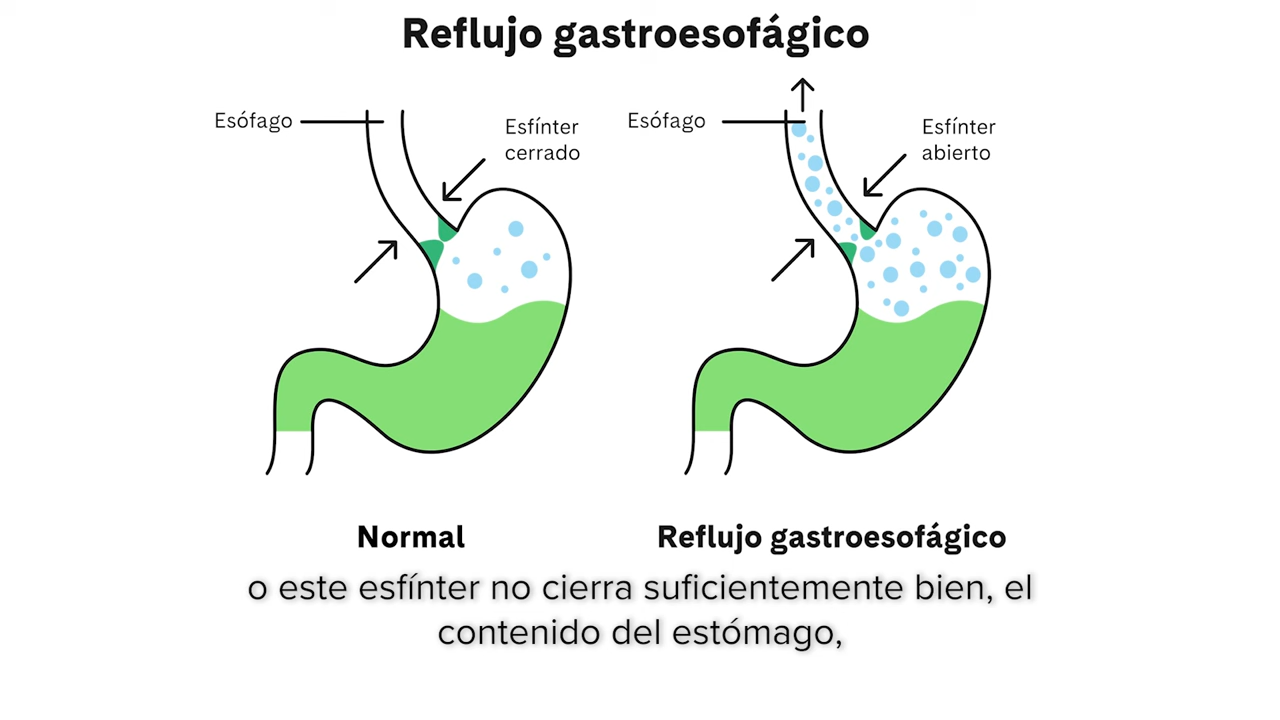 Reflujo gastroesofágico
Esófago
Esfínter
cerrado
Esófago
Esfínter
abierto
Normal
Reflujo gastroesofágico
o este esfínter no cierra suficientemente bien, el
contenido del estómago,